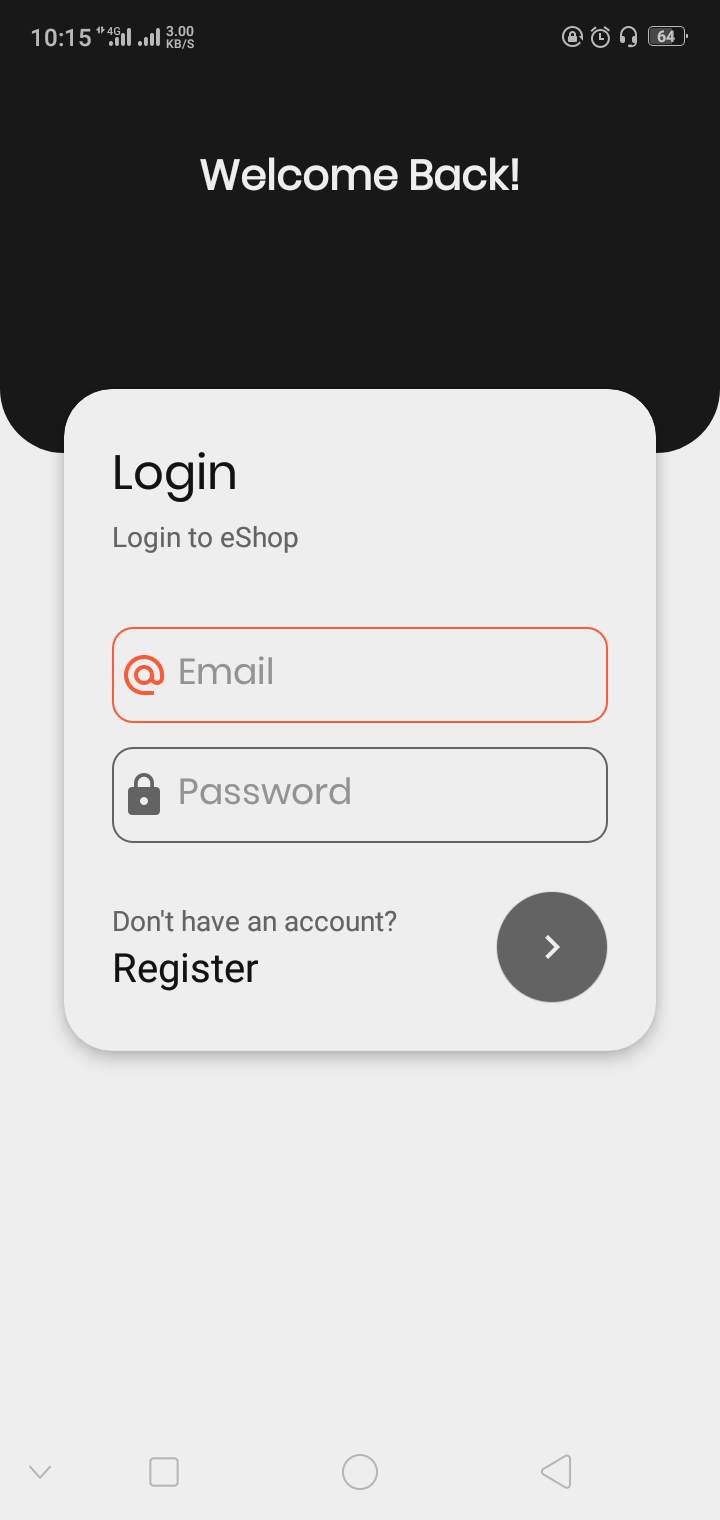 10:15 4G 3.00 KB/S 64
Welcome Back!
Login
Login to eShop
Email
Password
Don't have an account?
Register